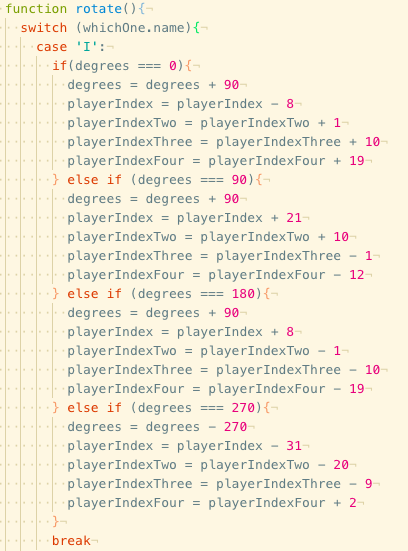 function rotate(){
switch (whichOne.name){
case 'I':
if(degrees === 0){
degrees = degrees + 90
playerIndex = playerIndex - 8
playerIndexTwo = playerIndexTwo + 1
playerIndexThree = playerIndexThree + 10
playerIndexFour = playerIndexFour + 19
} else if (degrees === 90){
degrees = degrees + 90
playerIndex = playerIndex + 21
playerIndexTwo = playerIndexTwo + 10
playerIndexThree = playerIndexThree - 1
playerIndexFour = playerIndexFour - 12
} else if (degrees === 180){
degrees = degrees + 90
playerIndex = playerIndex + 8
playerIndexTwo = playerIndexTwo - 1
playerIndexThree = playerIndexThree - 10
playerIndexFour = playerIndexFour - 19
} else if (degrees === 270){
degrees = degrees - 270
playerIndex = playerIndex - 31
playerIndexTwo = playerIndexTwo - 20
playerIndexThree = playerIndexThree - 9
playerIndexFour = playerIndexFour + 2
}
break